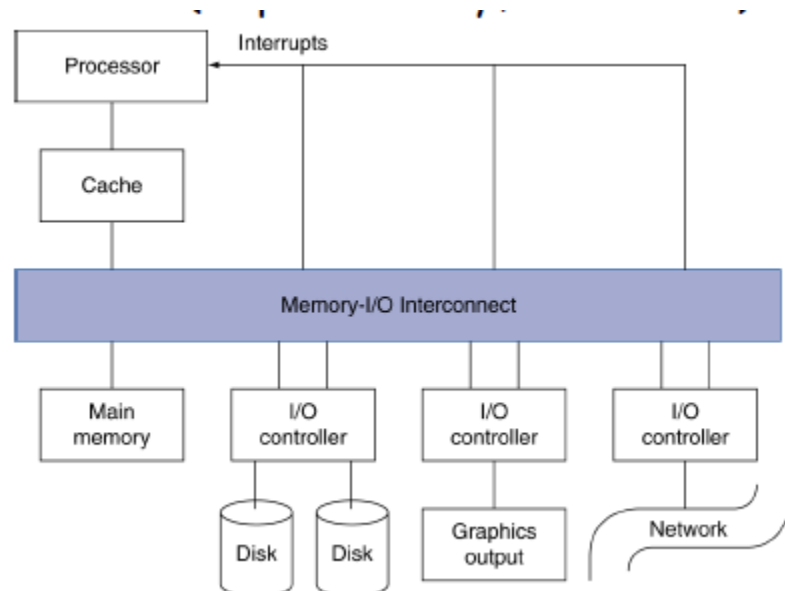 Interrupts
Processor
Cache
Memory-I/O Interconnect
Main
memory
I/O
controller
I/O
controller
I/O
controller
Disk
Disk
Graphics
output
Network